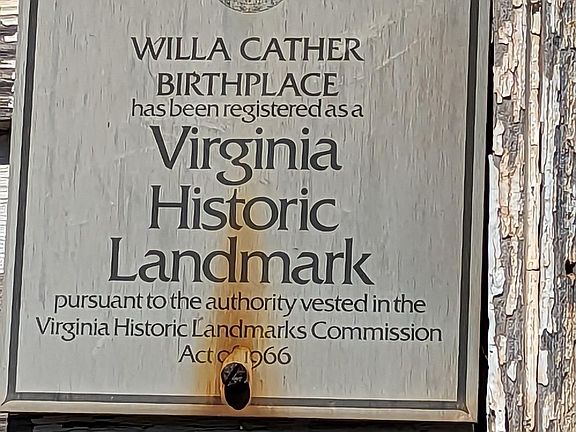 WILLA CATHER
BIRTHPLACE
has been registered as a
Virginia
Historic
Landmark
pursuant to the authority vested in the
Virginia Historic Landmarks Commission
Act of 1966